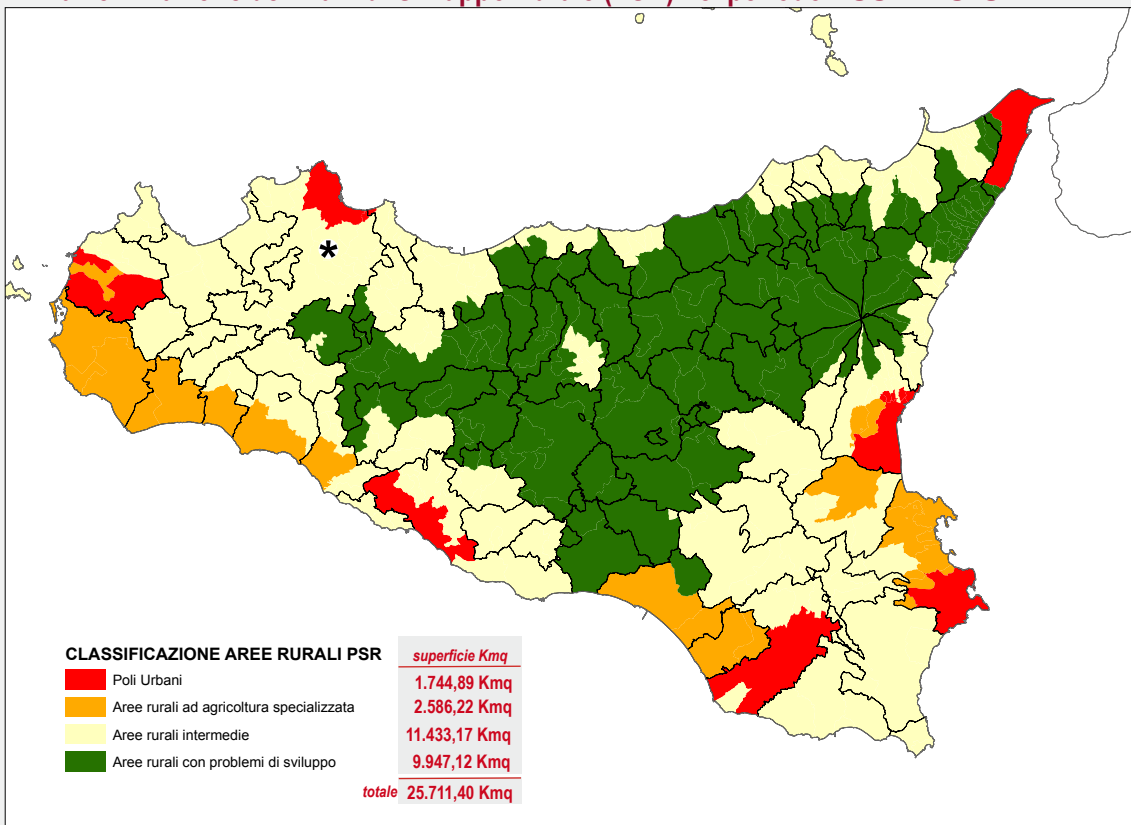 CLASSIFICAZIONE AREE RURALI PSR superficie Kmq
Poli Urbani 1.744,89 Kmq
Aree rurali ad agricoltura specializzata 2.586,22 Kmq
Aree rurali intermedie 11.433,17 Kmq
Aree rurali con problemi di sviluppo 9.947,12 Kmq
totale 25.711,40 Kmq
*